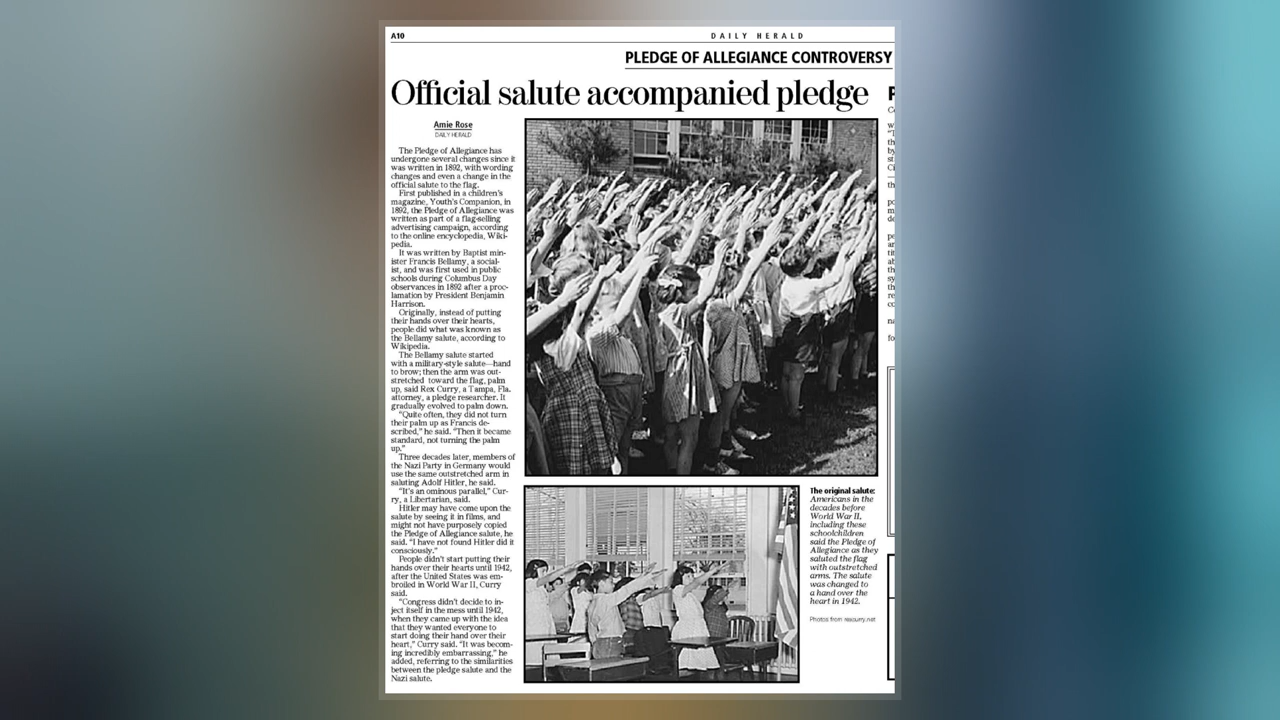 A10
DAILY HERALD
PLEDGE OF ALLEGIANCE CONTROVERSY
Official salute accompanied pledge
Amie Rose
DAILY HERALD
The Pledge of Allegiance has
undergone several changes since it
was written in 1892, with wording
changes and even a change in the
official salute to the flag.
First published in a children's
magazine, Youth's Companion, in
1892, the Pledge of Allegiance was
written as part of a flag-selling
advertising campaign, according
to the online encyclopedia, Wiki-
pedia.
It was written by Baptist min-
ister Francis Bellamy, a social-
ist, and was first used in public
schools during Columbus Day
observances in 1892 after a proc-
lamation by President Benjamin
Harrison.
Originally, instead of putting
their hands over their hearts,
people did what was known as
the Bellamy salute, according to
Wikipedia.
The Bellamy salute started
with a military-style salute—hand
to brow; then the arm was out-
stretched toward the flag, palm
up, said Rex Curry, a Tampa, Fla.
attorney, a pledge researcher. It
gradually evolved to palm down.
"Quite often, they did not turn
their palm up as Francis de-
scribed," he said. "Then it became
standard, not turning the palm
up."
Three decades later, members of
the Nazi Party in Germany would
use the same outstretched arm in
saluting Adolf Hitler, he said.
"It's an ominous parallel," Cur-
ry, a Libertarian, said.
Hitler may have come upon the
salute by seeing it in films, and
might not have purposely copied
the Pledge of Allegiance salute, he
said. "I have not found Hitler did it
consciously."
People didn't start putting their
hands over their hearts until 1942,
after the United States was em-
broiled in World War II, Curry
said.
"Congress didn't decide to in-
ject itself in the mess until 1942,
when they came up with the idea
that they wanted everyone to
start doing their hand over their
heart," Curry said. "It was becom-
ing incredibly embarrassing," he
added, referring to the similarities
between the pledge salute and the
Nazi salute.
The original salute:
Americans in the
decades before
World War II,
including these
schoolchildren
said the Pledge of
Allegiance as they
saluted the flag
with outstretched
arms. The salute
was changed to
a hand over the
heart in 1942.
Photos from rexcurry.net